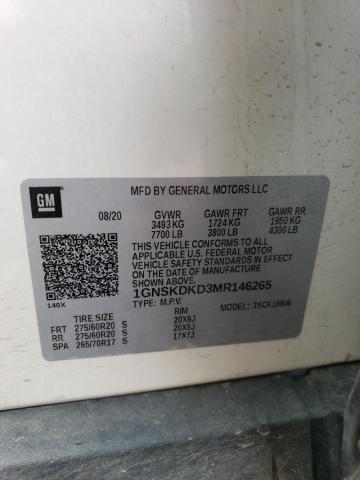 GM
MFD BY GENERAL MOTORS LLC
08/20 GVWR GAWR FRT GAWR RR
3493 KG 1724 KG 1950 KG
7700 LB 3800 LB 4300 LB
THIS VEHICLE CONFORMS TO ALL
APPLICABLE U.S. FEDERAL MOTOR
VEHICLE SAFETY STANDARDS
IN EFFECT ON THE DATE OF
MANUFACTURE SHOWN ABOVE.
1GNSKDKD3MR146265
140X TYPE: M.P.V. MODEL:
TIRE SIZE RIM
FRT 275/60R20 S 20X9J
RR 275/60R20 S 20X9J
SPA 265/70R17 S 17X7J